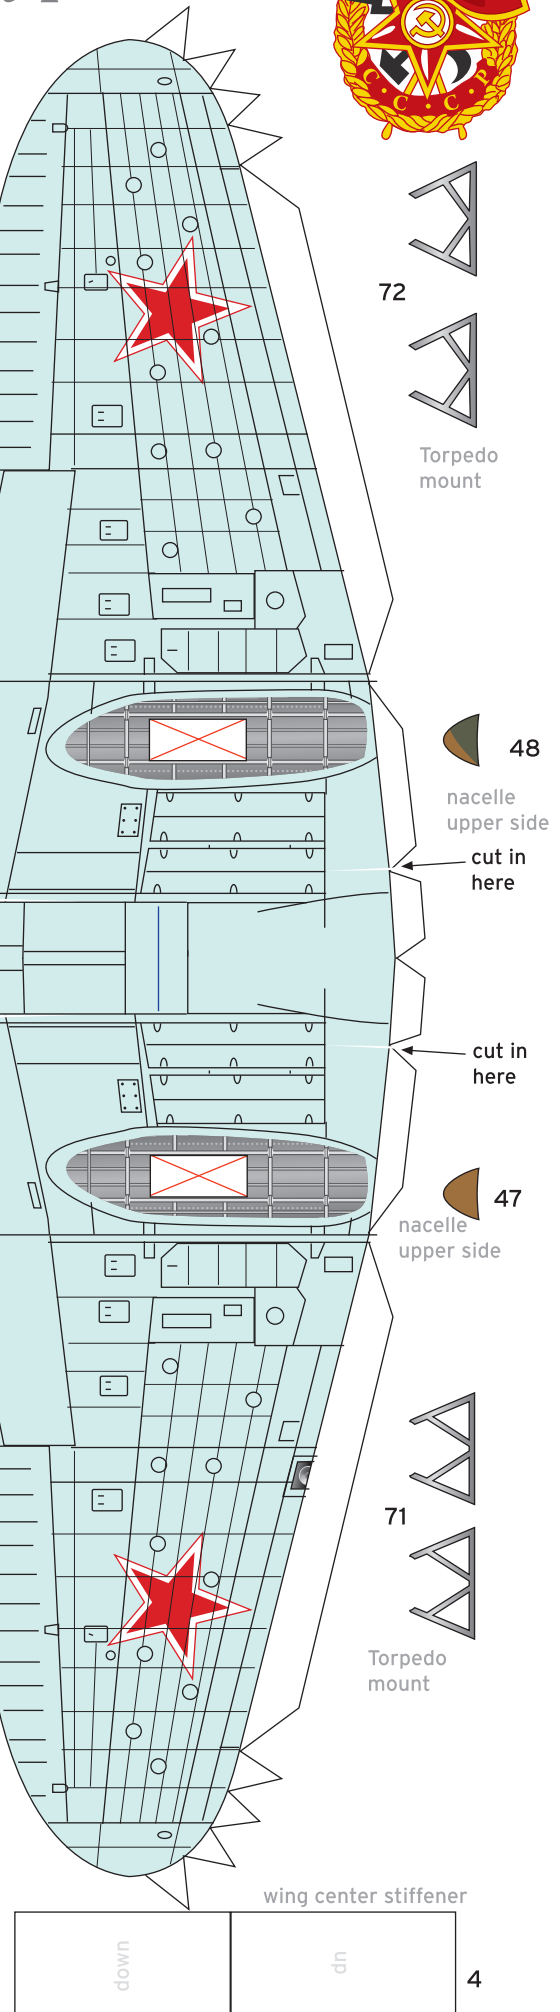 С С С Р
72
Torpedo
mount
48
nacelle
upper side
cut in
here
cut in
here
47
nacelle
upper side
71
Torpedo
mount
wing center stiffener
down
up
4